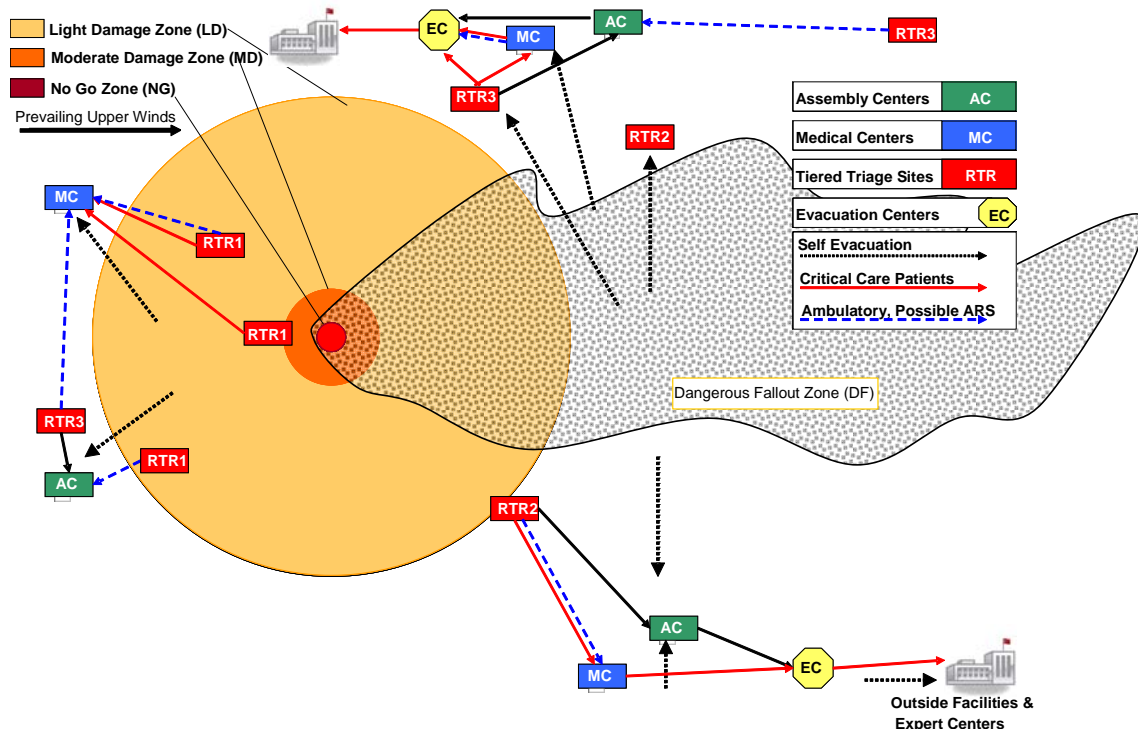 Light Damage Zone (LD)
Moderate Damage Zone (MD)
No Go Zone (NG)
Prevailing Upper Winds
EC
MC
AC
RTR3
RTR3
RTR2
Assembly Centers AC
Medical Centers MC
Tiered Triage Sites RTR
Evacuation Centers EC
Self Evacuation
Critical Care Patients
Ambulatory, Possible ARS
MC
RTR1
RTR1
Dangerous Fallout Zone (DF)
RTR3
RTR1
AC
RTR2
AC
MC
EC
Outside Facilities &
Expert Centers